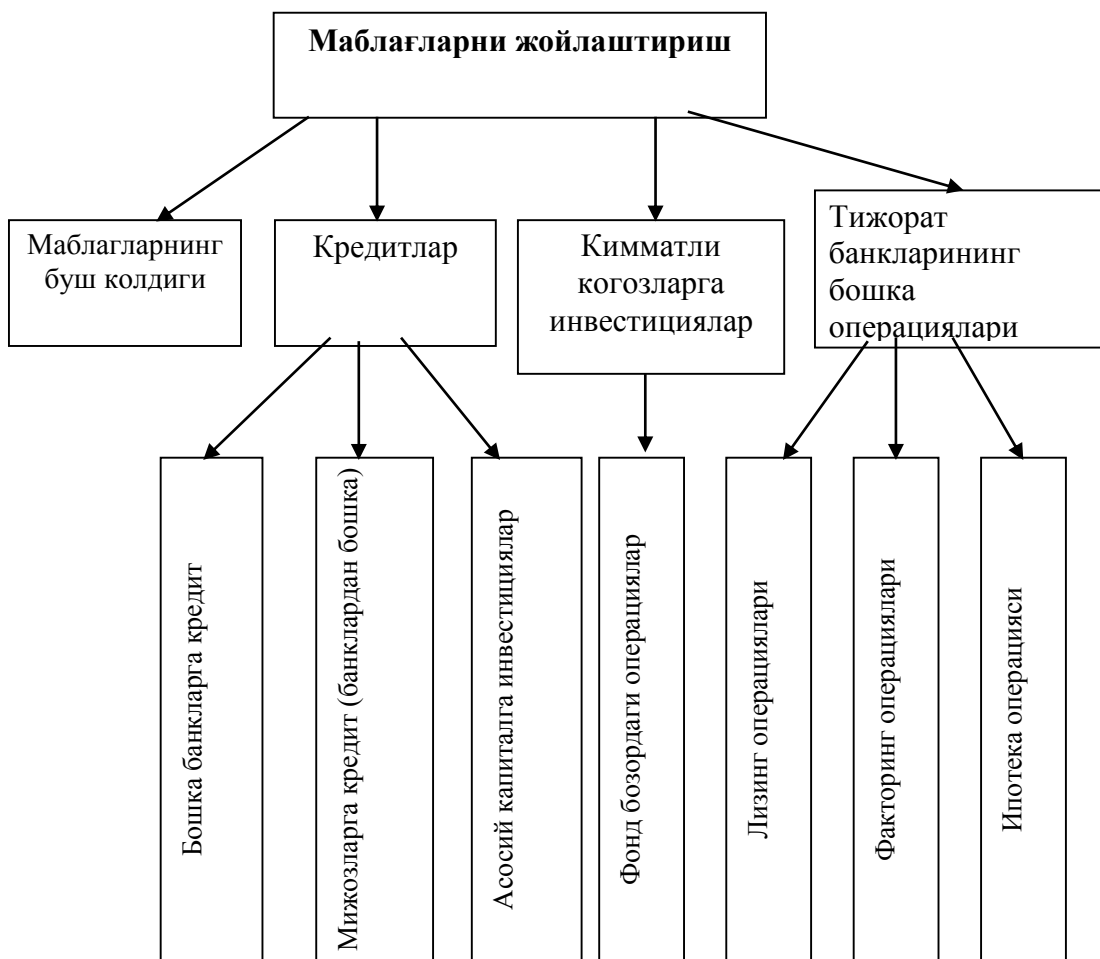 Маблағларни жойлаштириш
Маблагларнинг
буш колдиги
Кредитлар
Кимматли
когозларга
инвестициялар
Тижорат
банкларининг
бошка
операциялари
Бошка банкларга кредит
Мижозларга кредит (банклардан бошка)
Асосий капиталга инвестициялар
Фонд бозордаги операциялар
Лизинг операциялари
Факторинг операциялари
Ипотека операцияси